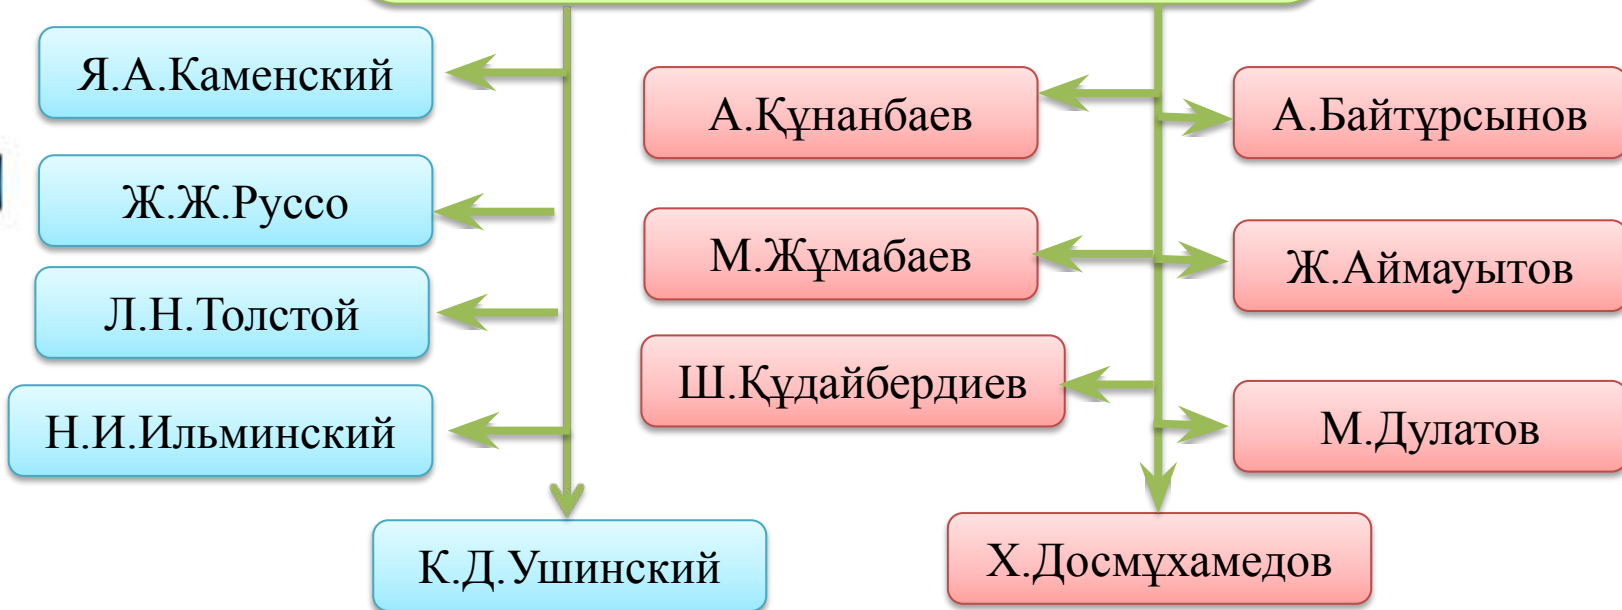 Я.А.Каменский
Ж.Ж.Руссо
Л.Н.Толстой
Н.И.Ильминский
К.Д.Ушинский
А.Құнанбаев
А.Байтұрсынов
М.Жұмабаев
Ж.Аймауытов
Ш.Құдайбердиев
М.Дулатов
Х.Досмұхамедов